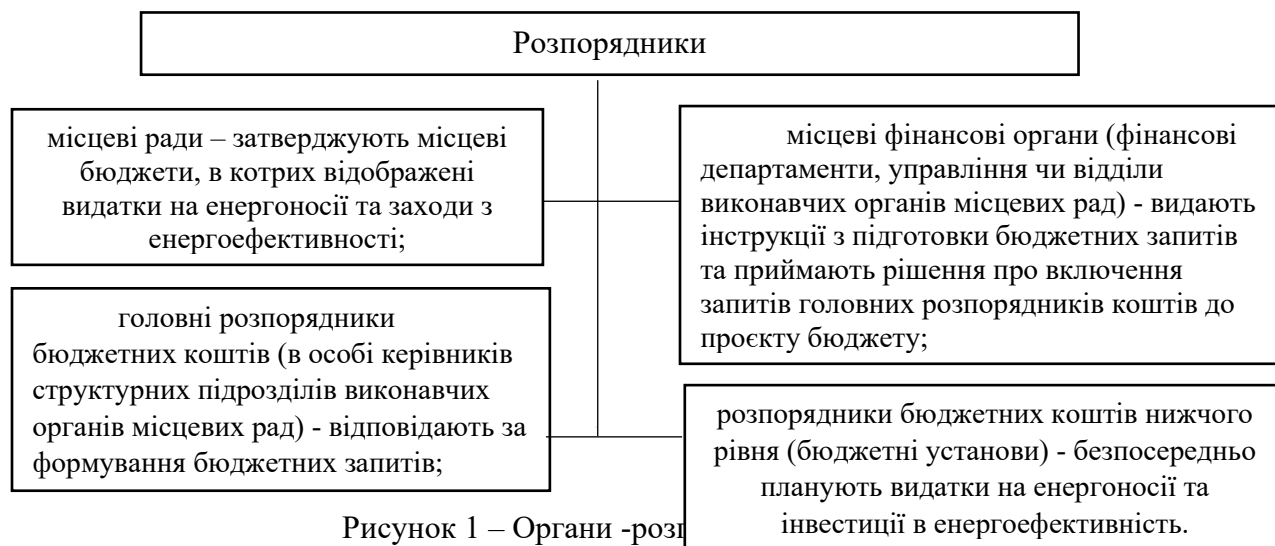 Розпорядники
місцеві ради – затверджують місцеві
бюджети, в котрих відображені
видатки на енергоносії та заходи з
енергоефективності;
місцеві фінансові органи (фінансові
департаменти, управління чи відділи
виконавчих органів місцевих рад) - видають
інструкції з підготовки бюджетних запитів
та приймають рішення про включення
запитів головних розпорядників коштів до
проєкту бюджету;
головні розпорядники
бюджетних коштів (в особі керівників
структурних підрозділів виконавчих
органів місцевих рад) - відповідають за
формування бюджетних запитів;
розпорядники бюджетних коштів нижчого
рівня (бюджетні установи) - безпосередньо
планують видатки на енергоносії та
інвестиції в енергоефективність.
Рисунок 1 – Органи -роз